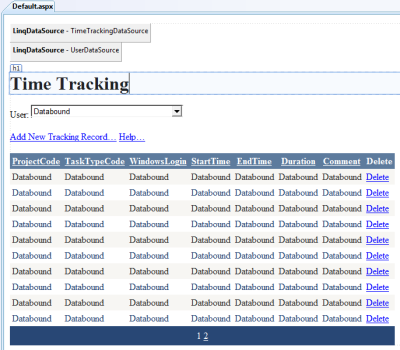 Default.aspx
LinqDataSource - TimeTrackingDataSource
LinqDataSource - UserDataSource
h1
Time Tracking
User: Databound
Add New Tracking Record... Help...
ProjectCode TaskTypeCode WindowsLogin StartTime EndTime Duration Comment Delete
Databound Databound Databound Databound Databound Databound Databound Delete
Databound Databound Databound Databound Databound Databound Databound Delete
Databound Databound Databound Databound Databound Databound Databound Delete
Databound Databound Databound Databound Databound Databound Databound Delete
Databound Databound Databound Databound Databound Databound Databound Delete
Databound Databound Databound Databound Databound Databound Databound Delete
Databound Databound Databound Databound Databound Databound Databound Delete
Databound Databound Databound Databound Databound Databound Databound Delete
Databound Databound Databound Databound Databound Databound Databound Delete
Databound Databound Databound Databound Databound Databound Databound Delete
1 2